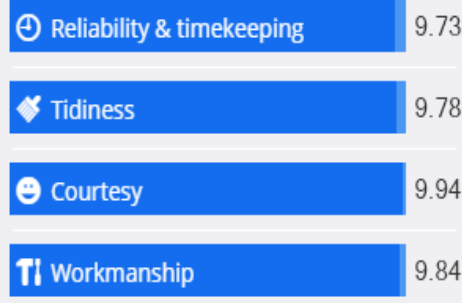 Reliability & timekeeping 9.73
Tidiness 9.78
Courtesy 9.94
Workmanship 9.84